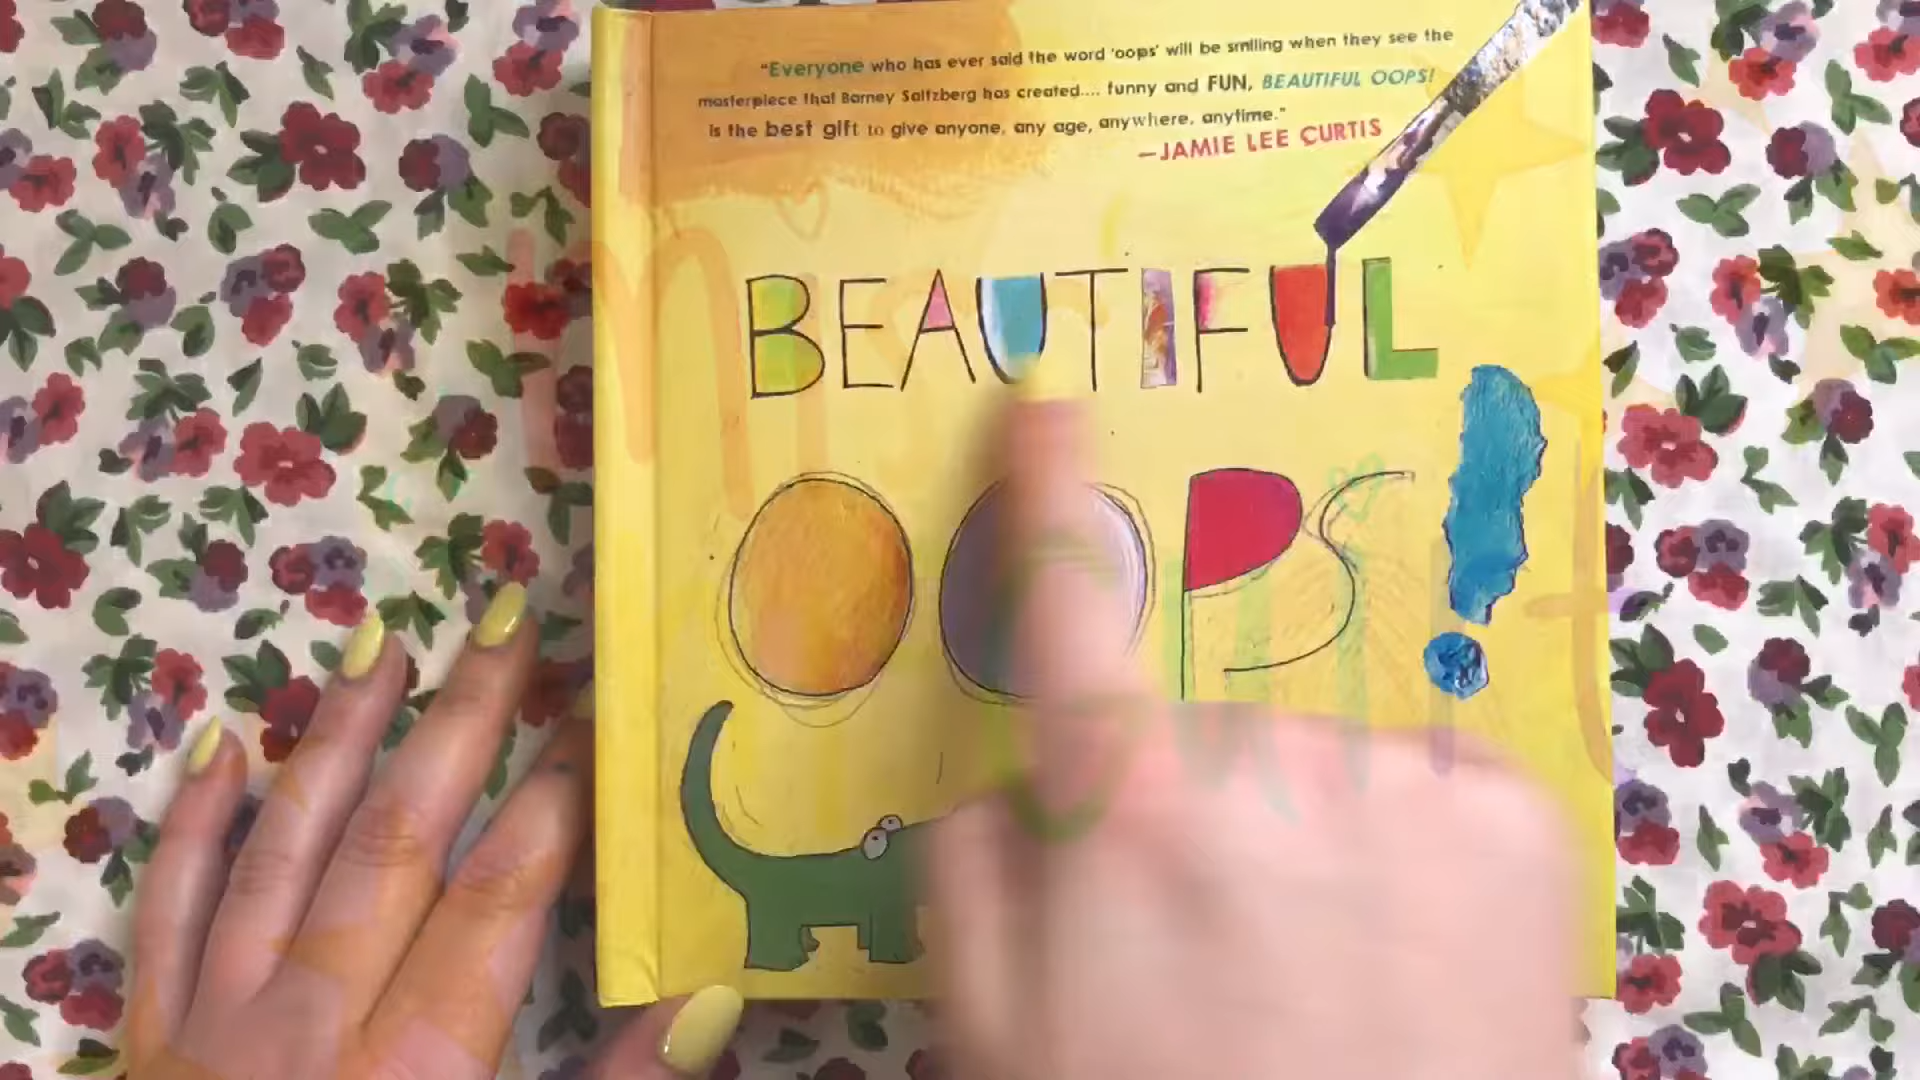 "Everyone who has ever said the word 'oops' will be smiling when they see the
masterpiece that Barney Saltzberg has created.... funny and FUN, BEAUTIFUL OOPS!
is the best gift to give anyone, any age, anywhere, anytime."
—JAMIE LEE CURTIS
BEAUTIFUL
OOPS!